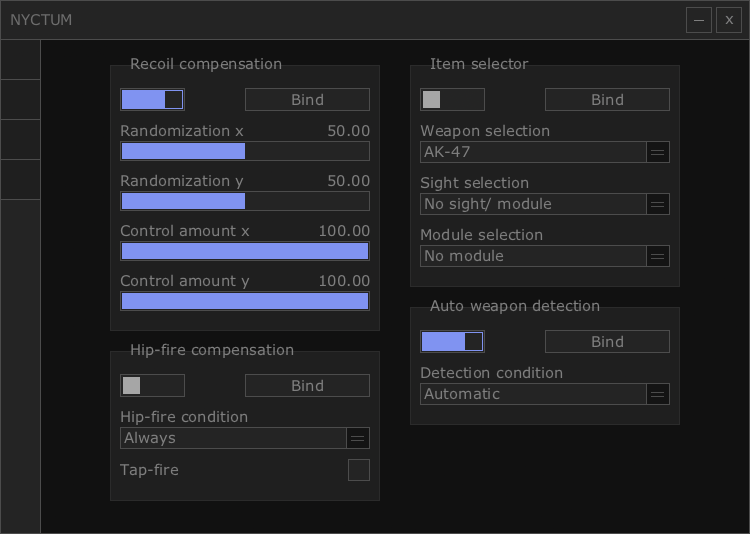 NYCTUM
– x
Recoil compensation
Bind
Randomization x 50.00
Randomization y 50.00
Control amount x 100.00
Control amount y 100.00
Hip-fire compensation
Bind
Hip-fire condition
Always
Tap-fire
Item selector
Bind
Weapon selection
AK-47
Sight selection
No sight/ module
Module selection
No module
Auto weapon detection
Bind
Detection condition
Automatic